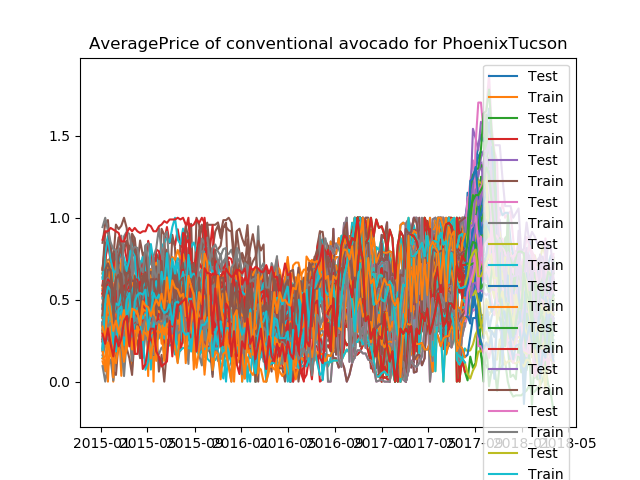 AveragePrice of conventional avocado for PhoenixTucson
1.5
1.0
0.5
0.0
2015-01
2015-05
2015-09
2016-01
2016-05
2016-09
2017-01
2017-05
2017-09
2018-01
2018-05
Test
Train
Test
Train
Test
Train
Test
Train
Test
Train
Test
Train
Test
Train
Test
Train
Test
Train
Test
Train